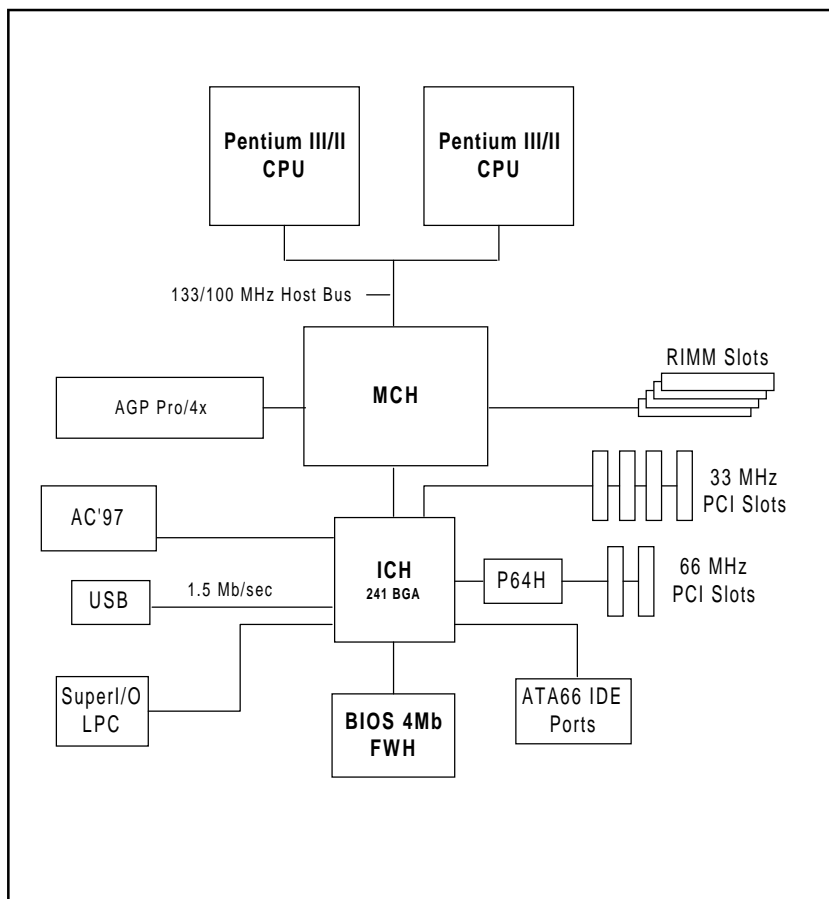 Pentium III/II
CPU
Pentium III/II
CPU
133/100 MHz Host Bus
RIMM Slots
MCH
AGP Pro/4x
33 MHz
PCI Slots
AC'97
ICH
241 BGA
P64H
66 MHz
PCI Slots
USB
1.5 Mb/sec
SuperI/O
LPC
BIOS 4Mb
FWH
ATA66 IDE
Ports